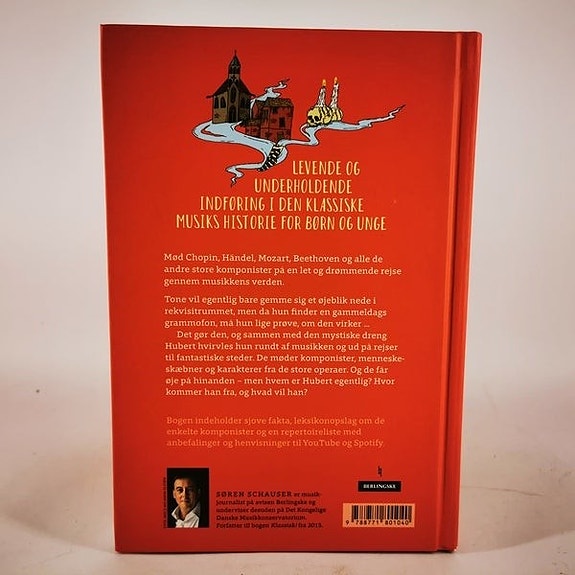 LEVENDE OG
UNDERHOLDENDE
INDFØRING I DEN KLASSISKE
MUSIKS HISTORIE FOR BØRN OG UNGE
Mød Chopin, Händel, Mozart, Beethoven og alle de
andre store komponister på en let og drømmende rejse
gennem musikkens verden.
Tone vil egentlig bare gemme sig et øjeblik nede i
rekvisitrummet, men da hun finder en gammeldags
grammofon, må hun lige prøve, om den virker ...
Det gør den, og sammen med den mystiske dreng
Hubert hvirvles hun rundt af musikken og ud på rejser
til fantastiske steder. De møder komponister, menneske-
skæbner og karakterer fra de store operaer. Og de får
øje på hinanden – men hvem er Hubert egentlig? Hvor
kommer han fra, og hvad vil han?
Bogen indeholder sjove fakta, leksikonopslag om de
enkelte komponister og en repertoireliste med
anbefalinger og henvisninger til YouTube og Spotify.
SØREN SCHAUSER er musik-
journalist på avisen Berlingske og
underviser desuden på Det Kongelige
Danske Musikkonservatorium.
Forfatter til bogen Klassisk! fra 2015.
BERLINGSKE
9 788771 801040